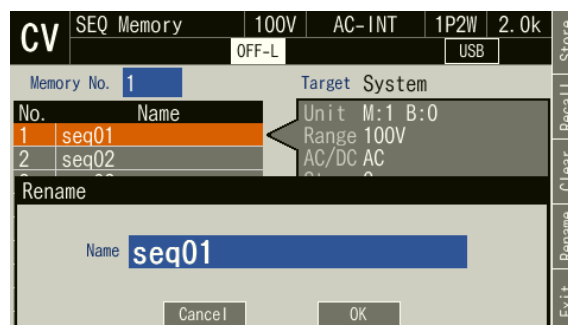 CV
SEQ Memory
100V
AC-INT
1P2W
2.0k
OFF-L
USB
Memory No. 1
Target System
No. Name
1 seq01
2 seq02
Unit M:1 B:0
Range 100V
AC/DC AC
Rename
Name seq01
Cancel OK
Store
Recall
Clear
Rename
Exit